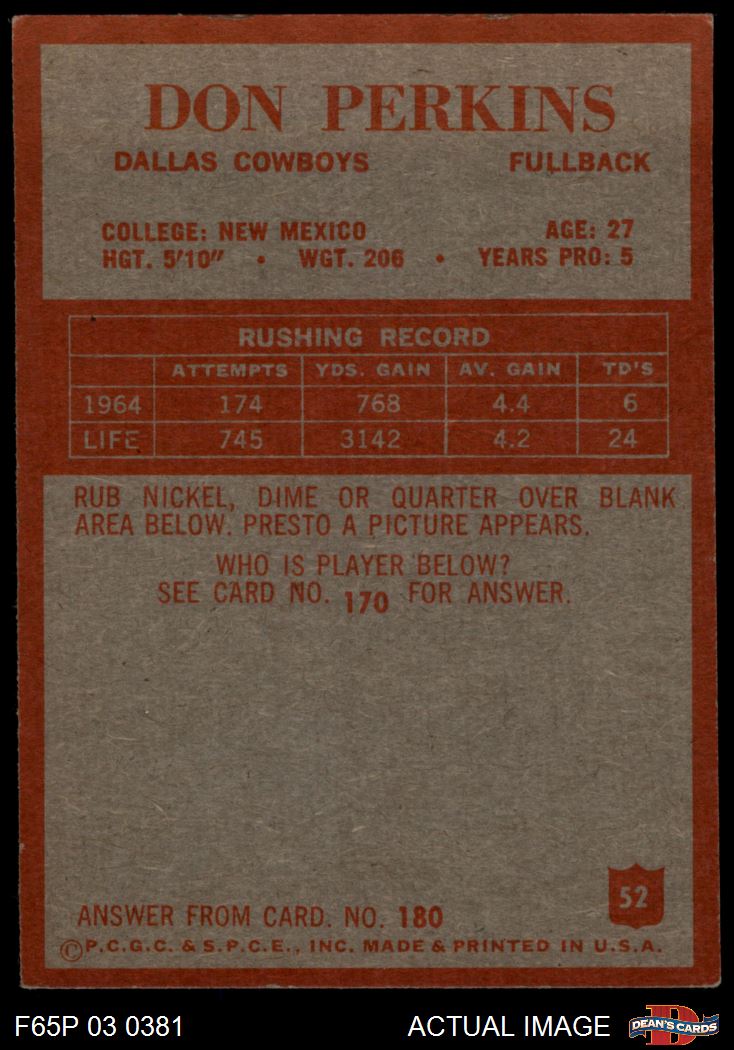 DON PERKINS
DALLAS COWBOYS FULLBACK
COLLEGE: NEW MEXICO AGE: 27
HGT. 5'10" • WGT. 206 • YEARS PRO: 5
RUSHING RECORD
ATTEMPTS YDS. GAIN AV. GAIN TD'S
1964 174 768 4.4 6
LIFE 745 3142 4.2 24
RUB NICKEL, DIME OR QUARTER OVER BLANK
AREA BELOW. PRESTO A PICTURE APPEARS.
WHO IS PLAYER BELOW?
SEE CARD NO. 170 FOR ANSWER.
52
ANSWER FROM CARD. NO. 180
©P.C.G.C. & S.P.C.E., INC. MADE & PRINTED IN U.S.A.
F65P 03 0381 ACTUAL IMAGE D DEAN'S CARDS